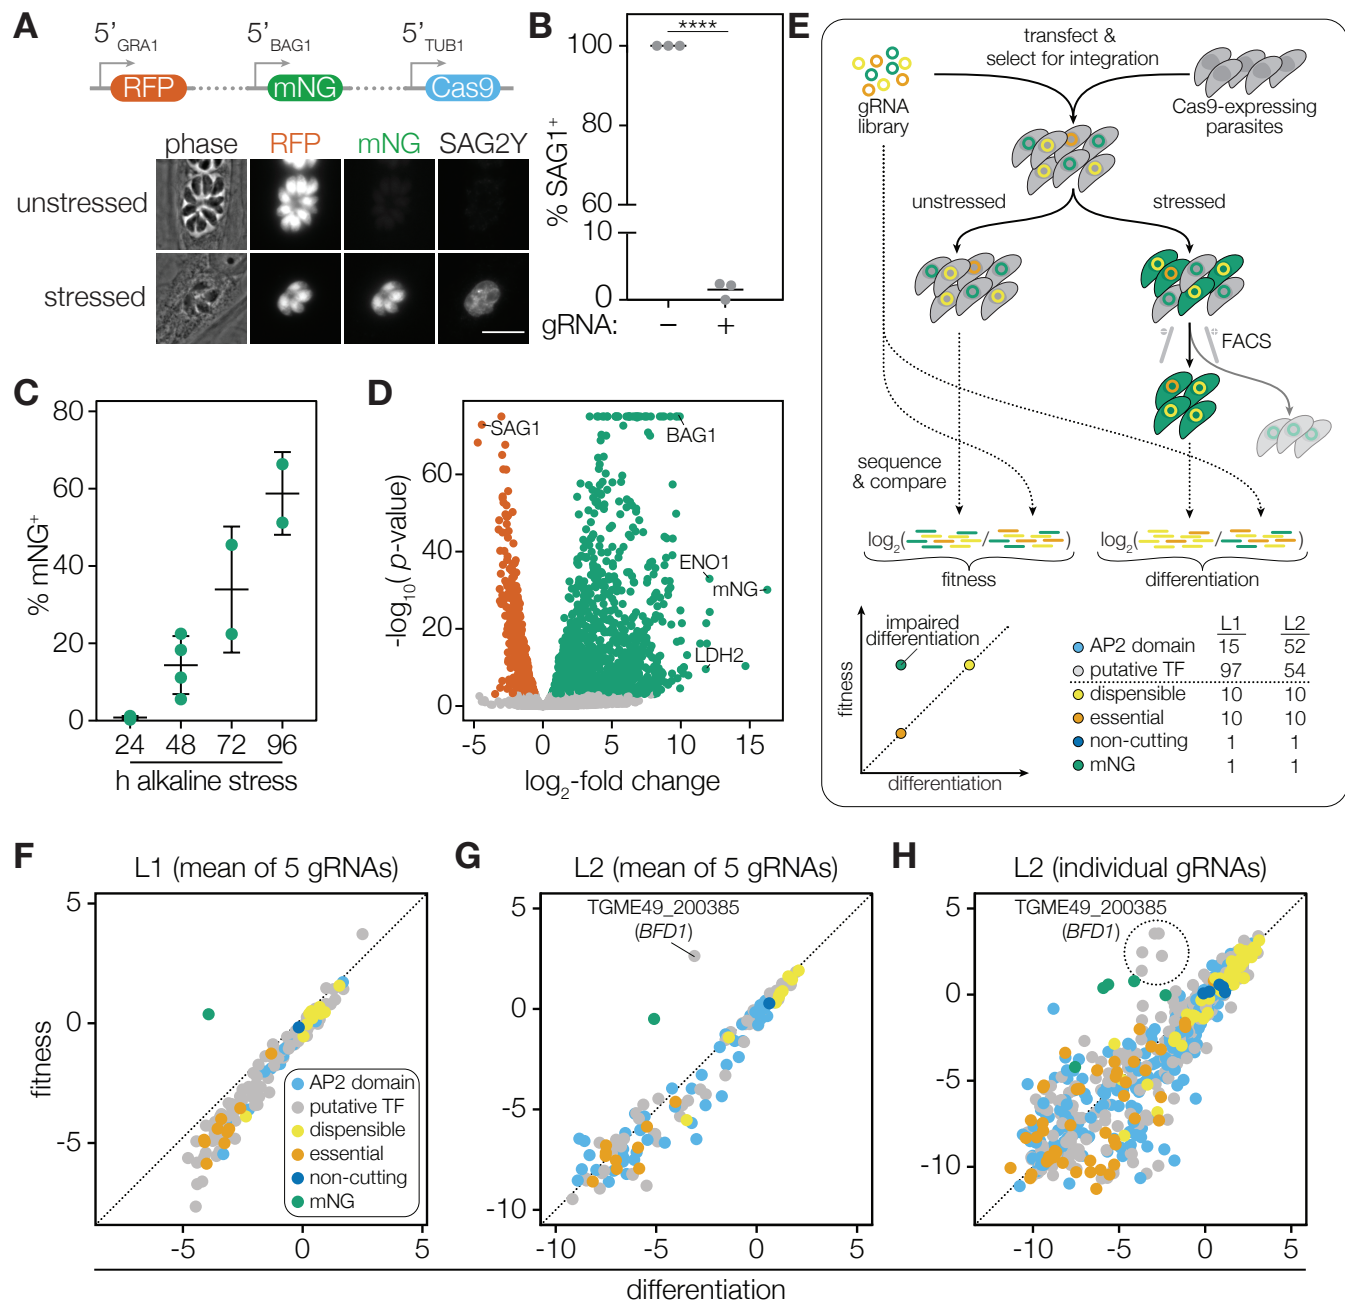 A
5’ GRA1
5’ BAG1
5’ TUB1
RFP
mNG
Cas9
phase
RFP
mNG
SAG2Y
unstressed
stressed
B
****
100
80
60
10
0
% SAG1+
gRNA:
−
+
C
80
60
40
20
0
% mNG+
24
48
72
96
h alkaline stress
D
SAG1
BAG1
ENO1
mNG
LDH2
60
40
20
0
-log10( p-value)
-5
0
5
10
15
log2-fold change
E
transfect &
select for integration
gRNA
library
Cas9-expressing
parasites
unstressed
stressed
FACS
sequence
& compare
log2( / )
log2( / )
fitness
differentiation
impaired
differentiation
fitness
differentiation
L1 L2
AP2 domain 15 52
putative TF 97 54
dispensible 10 10
essential 10 10
non-cutting 1 1
mNG 1 1
F
L1 (mean of 5 gRNAs)
5
0
-5
fitness
-5
0
5
AP2 domain
putative TF
dispensible
essential
non-cutting
mNG
G
L2 (mean of 5 gRNAs)
TGME49_200385
(BFD1)
5
0
-5
-10
-10
-5
0
5
H
L2 (individual gRNAs)
TGME49_200385
(BFD1)
5
0
-5
-10
-10
-5
0
5
differentiation